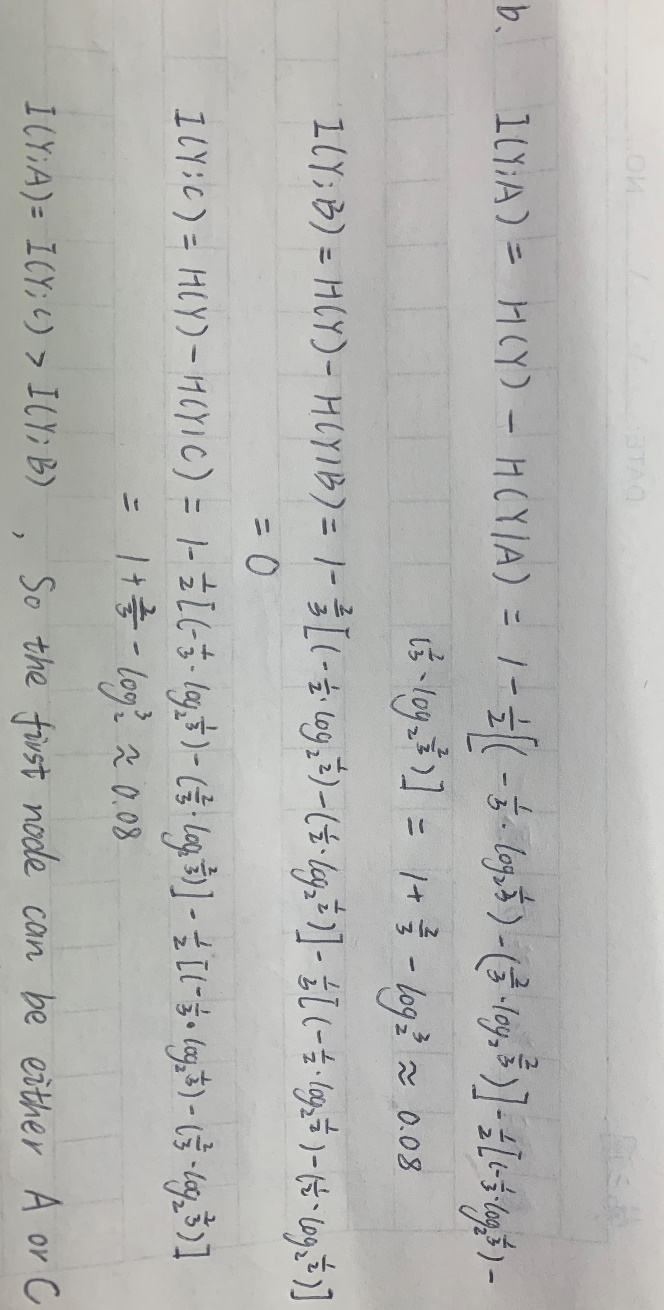 b. I(Y;A) = H(Y) - H(Y|A) = 1 - 1/2[(-1/3·log₂1/3) - (2/3·log₂2/3)] - 1/2[(-1/3·log₂1/3) -
(2/3·log₂2/3)] = 1 + 2/3 - log₂3 ≈ 0.08
I(Y;B) = H(Y) - H(Y|B) = 1 - 2/3[(-1/2·log₂1/2) - (1/2·log₂1/2)] - 1/3[(-1/2·log₂1/2) - (1/2·log₂1/2)]
= 0
I(Y;C) = H(Y) - H(Y|C) = 1 - 1/2[(-1/3·log₂1/3) - (2/3·log₂2/3)] - 1/2[(-1/3·log₂1/3) - (2/3·log₂2/3)]
= 1 + 2/3 - log₂3 ≈ 0.08
I(Y;A) = I(Y;C) > I(Y;B), So the first node can be either A or C